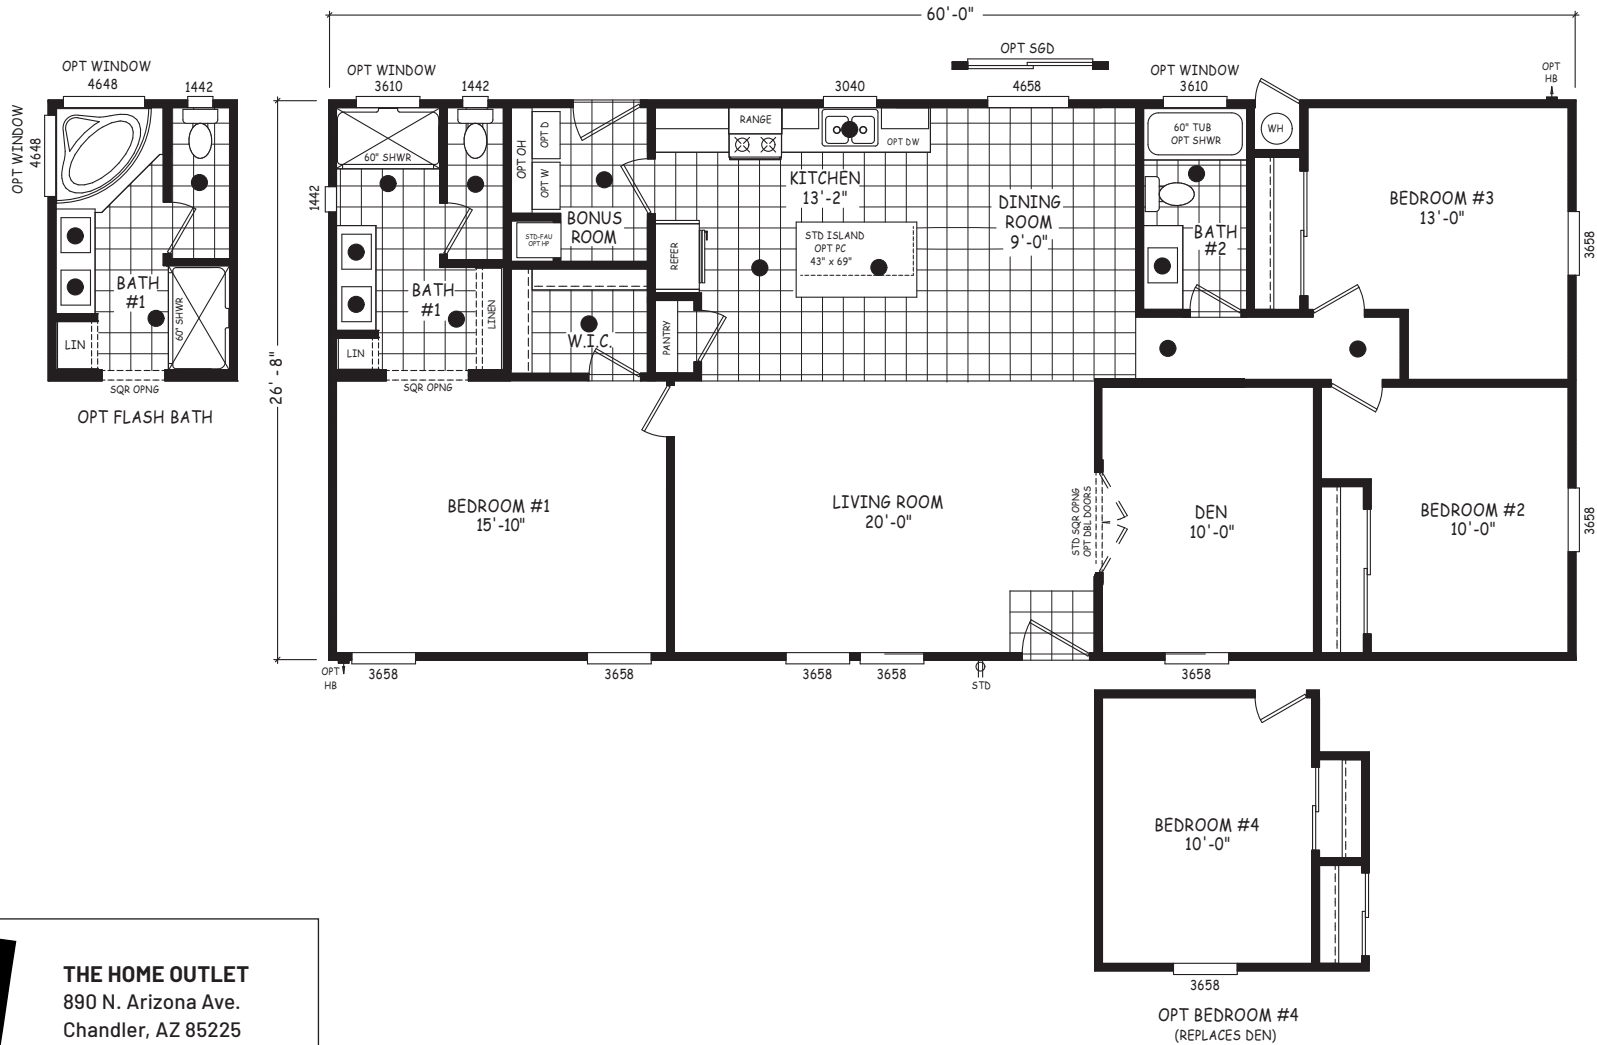 60'-0"
OPT SGD
OPT WINDOW
4648
1442
OPT WINDOW
4648
LIN
BATH
#1
60" SHWR
SQR OPNG
OPT FLASH BATH
26' - 8"
OPT WINDOW
3610
1442
1442
60" SHWR
BATH
#1
LINEN
LIN
SQR OPNG
OPT OH
OPT D
OPT W
STD-FAU
OPT HP
BONUS
ROOM
W.I.C.
PANTRY
REFER
RANGE
3040
OPT DW
KITCHEN
13'-2"
STD ISLAND
OPT PC
43" x 69"
4658
DINING
ROOM
9'-0"
OPT WINDOW
3610
60" TUB
OPT SHWR
BATH
#2
WH
OPT
HB
BEDROOM #3
13'-0"
3658
BEDROOM #1
15'-10"
LIVING ROOM
20'-0"
STD SQR OPNG
OPT DBL DOORS
DEN
10'-0"
BEDROOM #2
10'-0"
3658
OPT
HB
3658
3658
3658
3658
STD
3658
BEDROOM #4
10'-0"
3658
OPT BEDROOM #4
(REPLACES DEN)
THE HOME OUTLET
890 N. Arizona Ave.
Chandler, AZ 85225